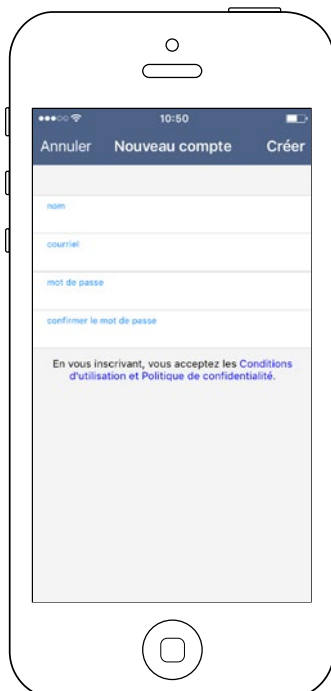 10:50
Annuler Nouveau compte Créer
nom
courriel
mot de passe
confirmer le mot de passe
En vous inscrivant, vous acceptez les Conditions
d'utilisation et Politique de confidentialité.